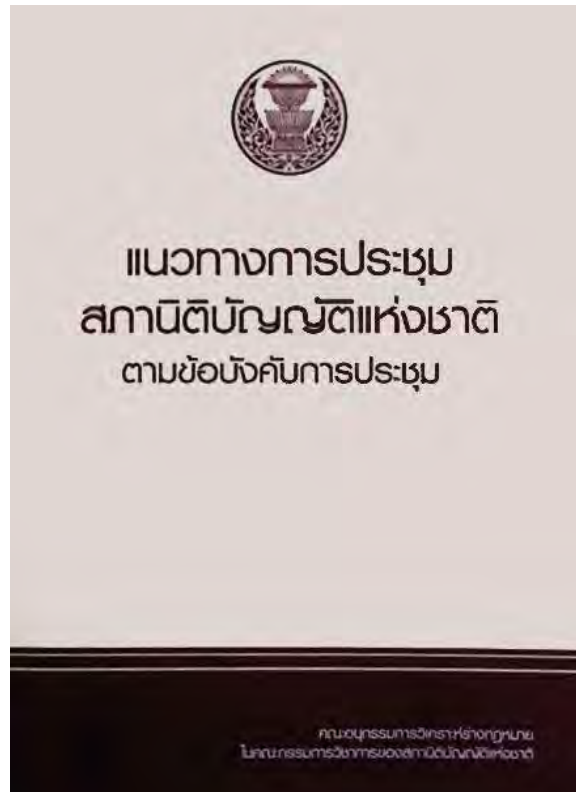 แนวทางการประชุม
สภานิติบัญญัติแห่งชาติ
ตามข้อบังคับการประชุม
คณะอนุกรรมการวิเคราะห์ร่างกฎหมาย
ในคณะกรรมการวิชาการของสภานิติบัญญัติแห่งชาติ